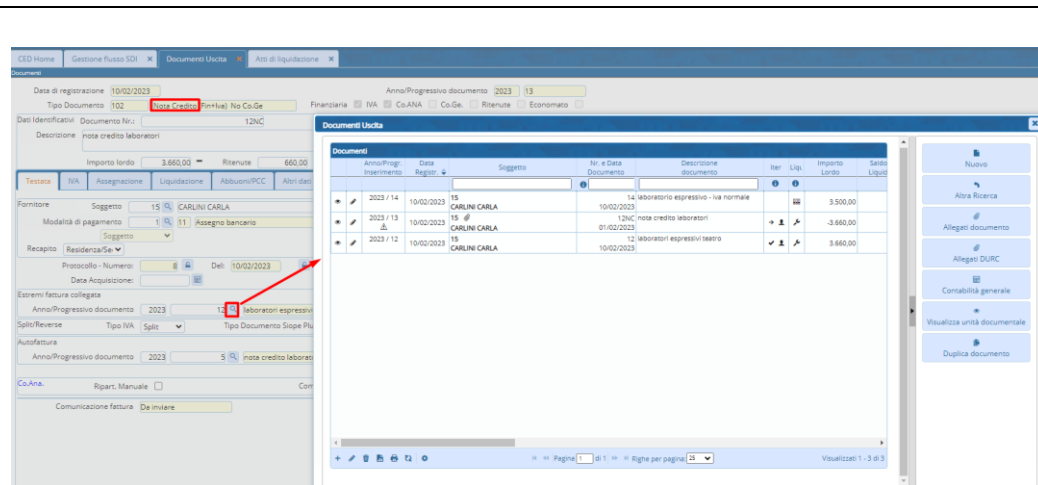 CED Home Gestione flusso SDI × Documenti Uscita × Atti di liquidazione ×
Documenti
Data di registrazione 10/02/2023 Anno/Progressivo documento 2023 13
Tipo Documento 102 Nota Credito (Fin+Iva) No Co.Ge Finanziaria IVA Co.ANA Co.Ge. Ritenute Economato
Dati Identificativi Documento Nr.: 12NC
Descrizione nota credito laboratori
Importo lordo 3.660,00 Ritenute 660,00
Testata IVA Assegnazione Liquidazione Abbuoni/PCC Altri dati
Fornitore Soggetto 15 CARLINI CARLA
Modalità di pagamento 1 11 Assegno bancario
Soggetto
Recapito Residenza/Se
Protocollo - Numero: 8 Del: 10/02/2023
Data Acquisizione:
Estremi fattura collegata
Anno/Progressivo documento 2023 12 laboratori espressivi
Split/Reverse Tipo IVA Split Tipo Documento Siope Plu
Autofattura
Anno/Progressivo documento 2023 5 nota credito laborat
Co.Ana. Ripart. Manuale Com
Comunicazione fattura Da inviare
Documenti Uscita ×
Documenti
Anno/Progr. Inserimento Data Registr. Soggetto Nr. e Data Documento Descrizione documento Iter Liq. Importo Lordo Saldo Liquid
2023 / 14 10/02/2023 15 CARLINI CARLA 14 10/02/2023 laboratorio espressivo - iva normale 3.500,00
2023 / 13 10/02/2023 15 CARLINI CARLA 12NC 01/02/2023 nota credito laboratori -3.660,00
2023 / 12 10/02/2023 15 CARLINI CARLA 12 10/02/2023 laboratori espressivi teatro 3.660,00
Pagina 1 di 1 Righe per pagina: 25 Visualizzati 1 - 3 di 3
Nuovo
Altra Ricerca
Allegati documento
Allegati DURC
Contabilità generale
Visualizza unità documentale
Duplica documento